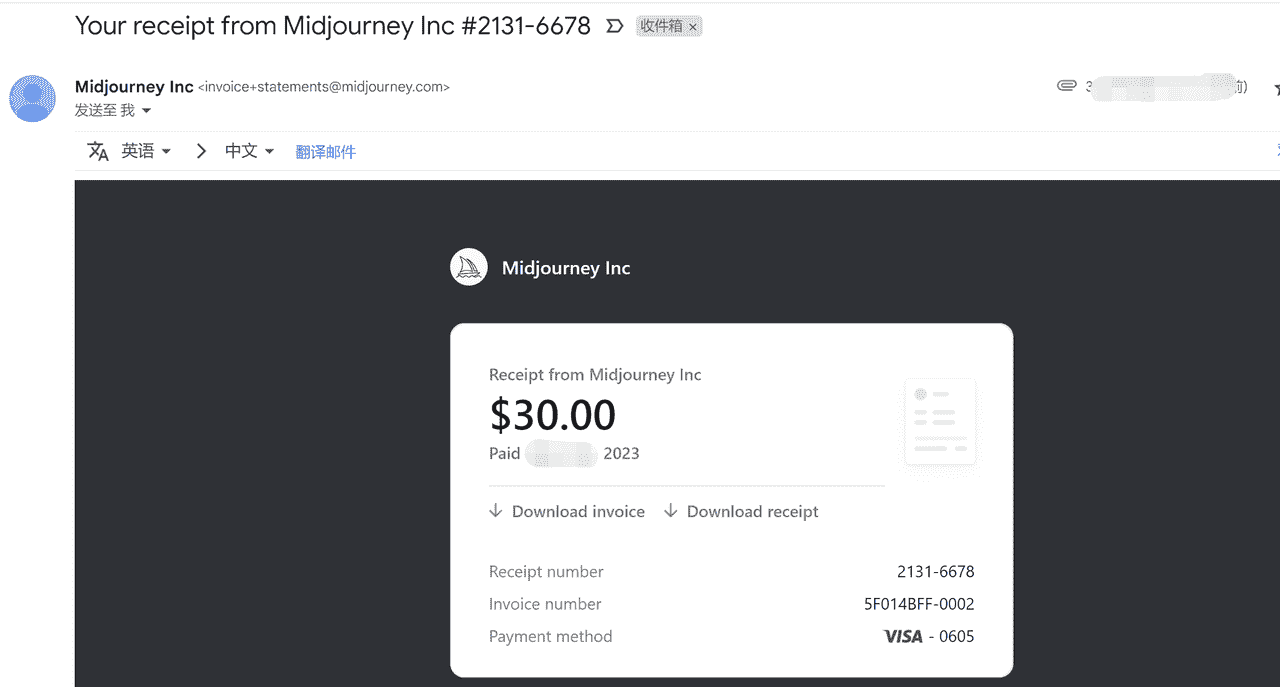 Your receipt from Midjourney Inc #2131-6678 收件箱 ×
Midjourney Inc <invoice+statements@midjourney.com>
发送至 我
英语 中文 翻译邮件
Midjourney Inc
Receipt from Midjourney Inc
$30.00
Paid 2023
Download invoice Download receipt
Receipt number 2131-6678
Invoice number 5F014BFF-0002
Payment method VISA - 0605